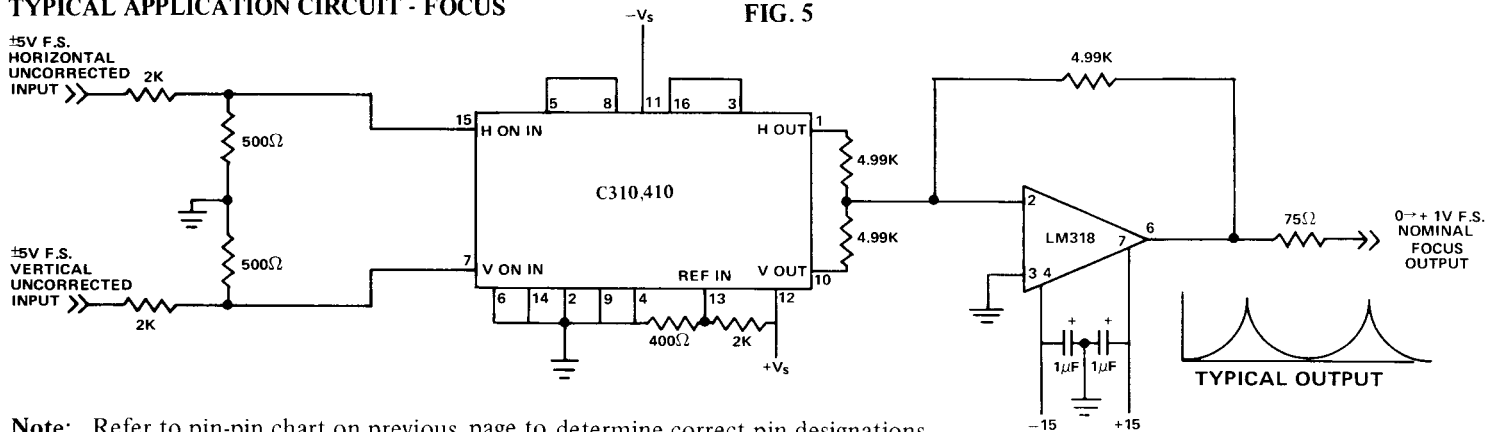 TYPICAL APPLICATION CIRCUIT - FOCUS
FIG. 5
−Vs
±5V F.S.
HORIZONTAL
UNCORRECTED
INPUT
2K
500Ω
15 H ON IN
5 8 11 16 3
H OUT 1
C310,410
4.99K
4.99K
4.99K
500Ω
±5V F.S.
VERTICAL
UNCORRECTED
INPUT
2K
7 V ON IN
REF IN
V OUT
10
6 14 2 9 4 13 12
400Ω
2K
+Vs
2
LM318
3 4
7
6
75Ω
0→+ 1V F.S.
NOMINAL
FOCUS
OUTPUT
+ +
1μF 1μF
−15 +15
TYPICAL OUTPUT
Note: Refer to pin-pin chart on previous page to determine correct pin designations